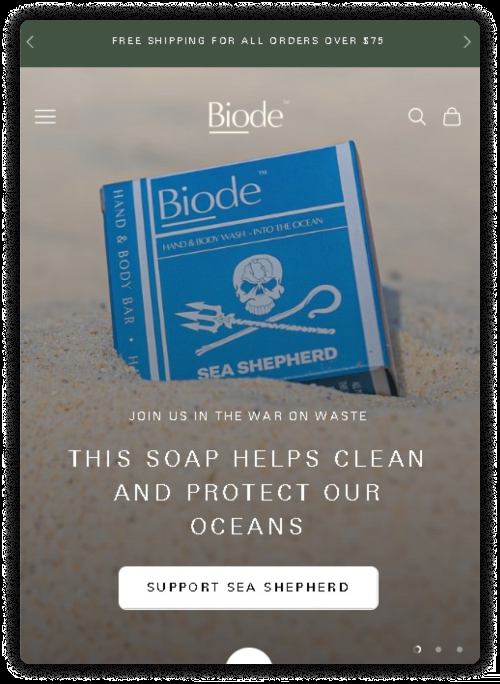 FREE SHIPPING FOR ALL ORDERS OVER $75
Biode™
Biode™
HAND & BODY WASH - INTO THE OCEAN
HAND & BODY BAR • H
SEA SHEPHERD
JOIN US IN THE WAR ON WASTE
THIS SOAP HELPS CLEAN
AND PROTECT OUR
OCEANS
SUPPORT SEA SHEPHERD